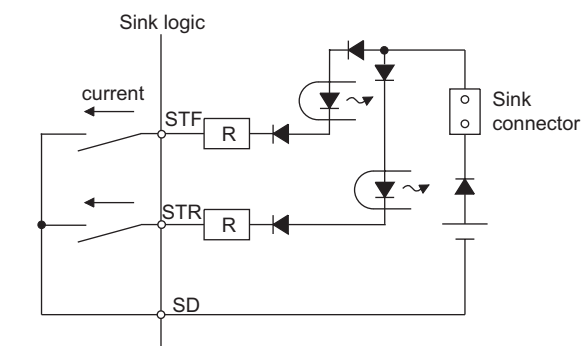 Sink logic
current
STF
R
Sink
connector
STR
R
SD